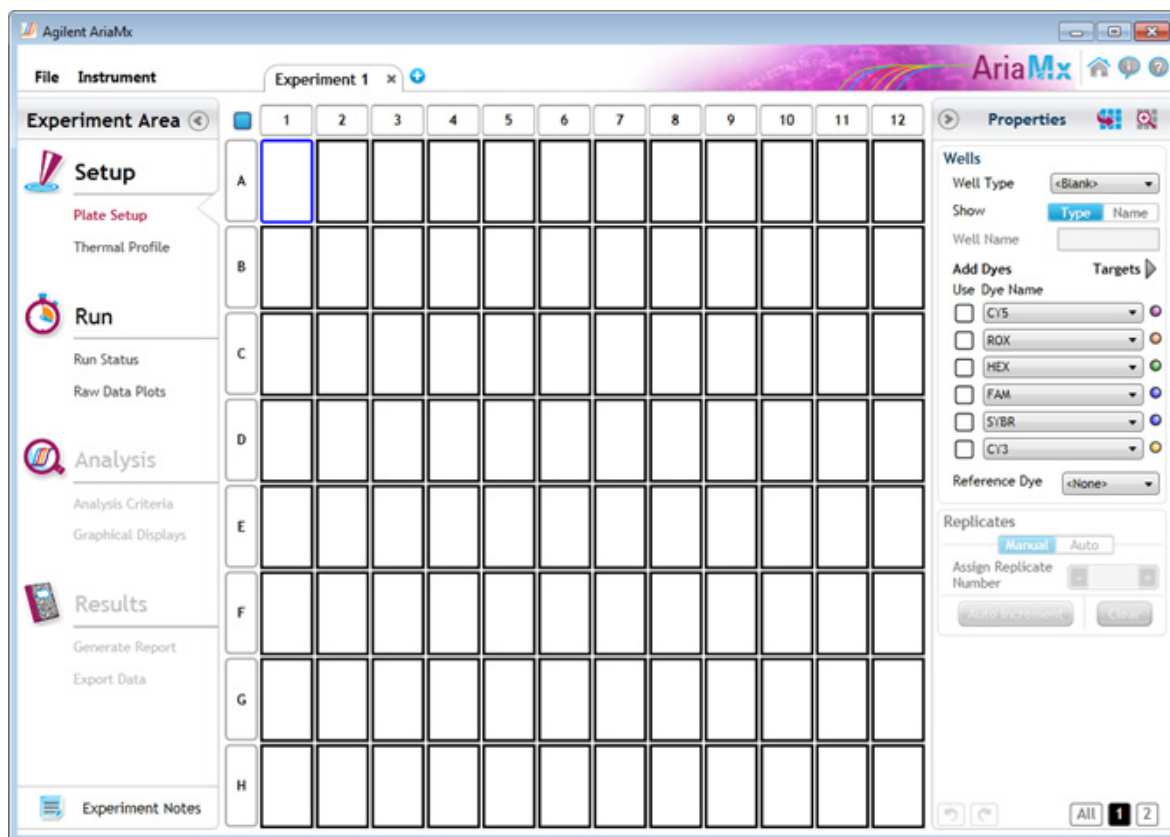 Agilent AriaMx
File Instrument
Experiment 1
AriaMx
Experiment Area
Setup
Plate Setup
Thermal Profile
Run
Run Status
Raw Data Plots
Analysis
Analysis Criteria
Graphical Displays
Results
Generate Report
Export Data
Experiment Notes
1 2 3 4 5 6 7 8 9 10 11 12
A
B
C
D
E
F
G
H
Properties
Wells
Well Type <Blank>
Show Type Name
Well Name
Add Dyes Targets
Use Dye Name
CY5
ROX
HEX
FAM
SYBR
CY3
Reference Dye <None>
Replicates
Manual Auto
Assign Replicate
Number
Auto Increment Clear
All 1 2